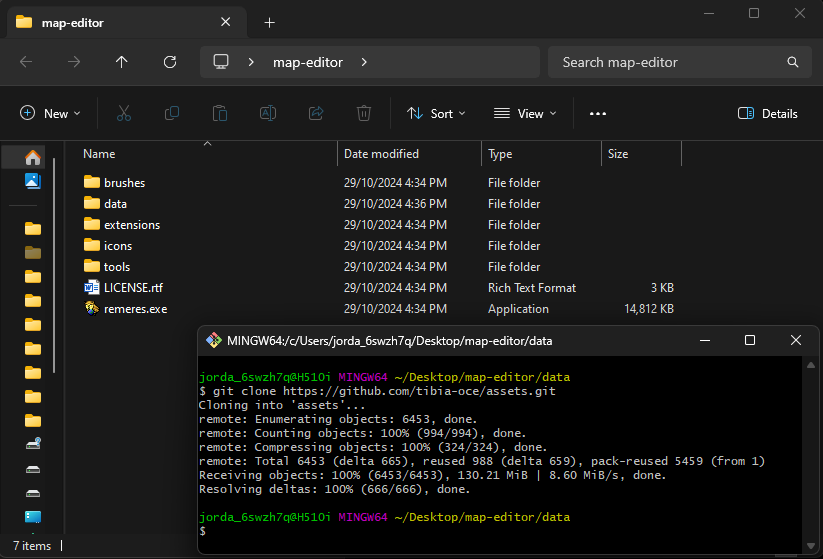 map-editor
map-editor
Search map-editor
New
Sort
View
Details
Name Date modified Type Size
brushes 29/10/2024 4:34 PM File folder
data 29/10/2024 4:36 PM File folder
extensions 29/10/2024 4:34 PM File folder
icons 29/10/2024 4:34 PM File folder
tools 29/10/2024 4:34 PM File folder
LICENSE.rtf 29/10/2024 4:34 PM Rich Text Format 3 KB
remeres.exe 29/10/2024 4:34 PM Application 14,812 KB
MINGW64:/c/Users/jorda_6swzh7q/Desktop/map-editor/data
jorda_6swzh7q@H510i MINGW64 ~/Desktop/map-editor/data
$ git clone https://github.com/tibia-oce/assets.git
Cloning into 'assets'...
remote: Enumerating objects: 6453, done.
remote: Counting objects: 100% (994/994), done.
remote: Compressing objects: 100% (324/324), done.
remote: Total 6453 (delta 665), reused 988 (delta 659), pack-reused 5459 (from 1)
Receiving objects: 100% (6453/6453), 130.21 MiB | 8.60 MiB/s, done.
Resolving deltas: 100% (666/666), done.
jorda_6swzh7q@H510i MINGW64 ~/Desktop/map-editor/data
$
7 items